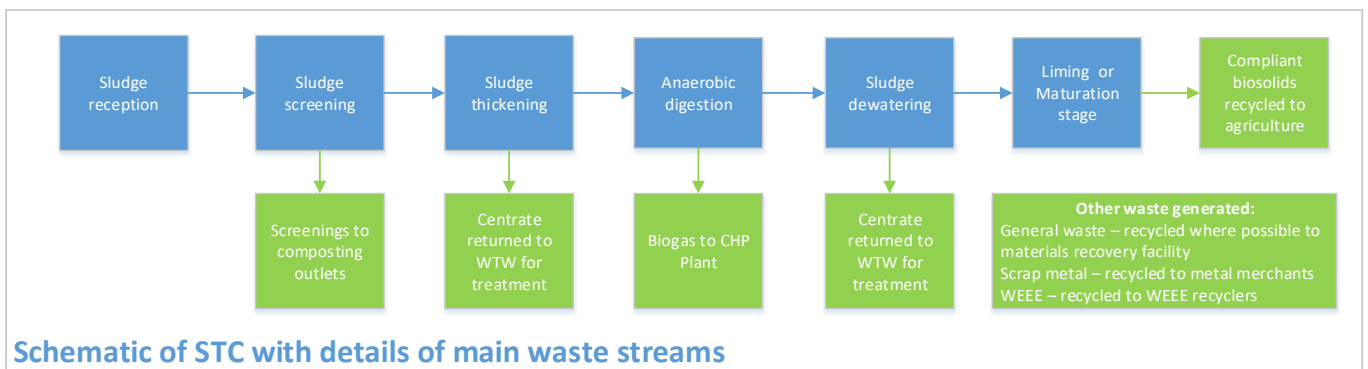 Sludge
reception
Sludge
screening
Sludge
thickening
Anaerobic
digestion
Sludge
dewatering
Liming or
Maturation
stage
Compliant
biosolids
recycled to
agriculture
Screenings to
composting
outlets
Centrate
returned to
WTW for
treatment
Biogas to CHP
Plant
Centrate
returned to
WTW for
treatment
Other waste generated:
General waste – recycled where possible to
materials recovery facility
Scrap metal – recycled to metal merchants
WEEE – recycled to WEEE recyclers
Schematic of STC with details of main waste streams